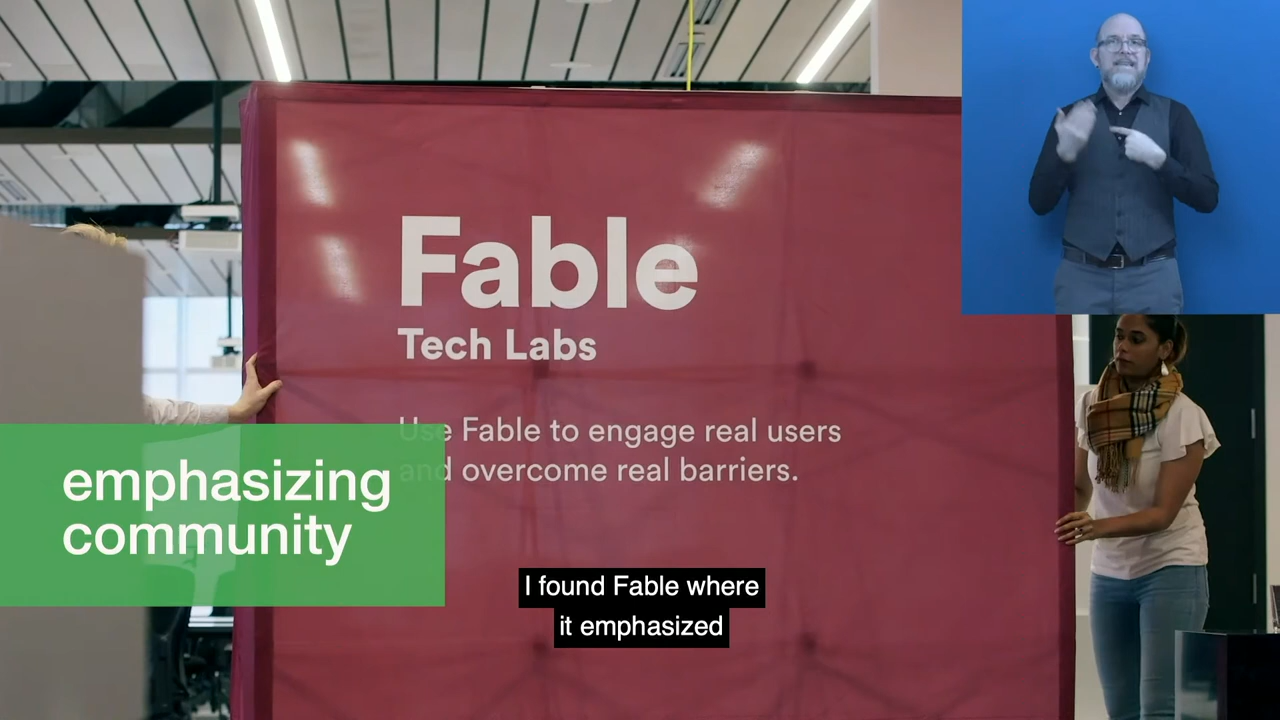 Fable
Tech Labs
Use Fable to engage real users
and overcome real barriers.
emphasizing
community
I found Fable where
it emphasized